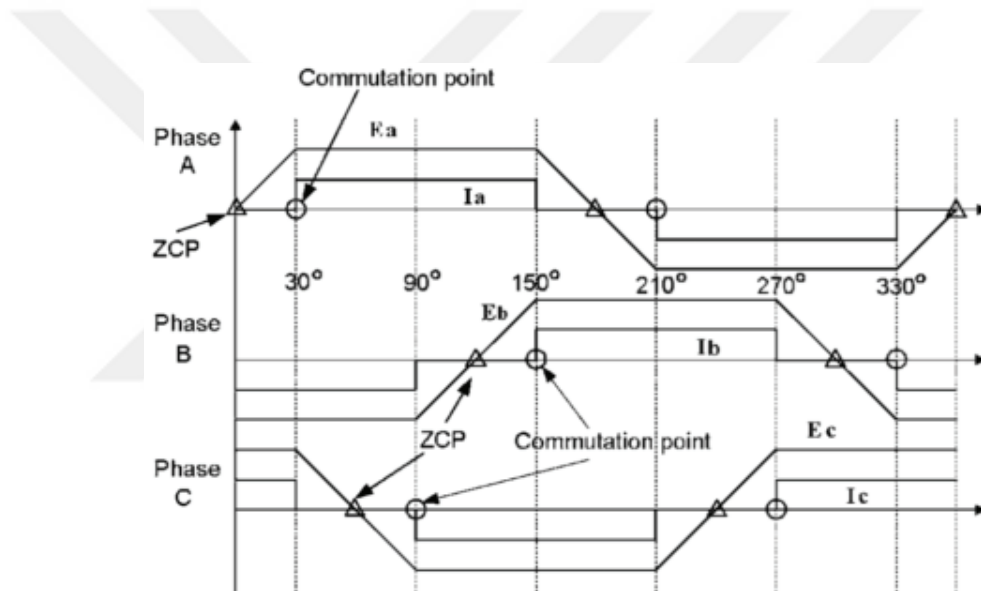 Commutation point
Phase
A
Ea
Ia
ZCP
30° 90° 150° 210° 270° 330°
Phase
B
Eb
Ib
ZCP
Commutation point
Ec
Phase
C
Ic